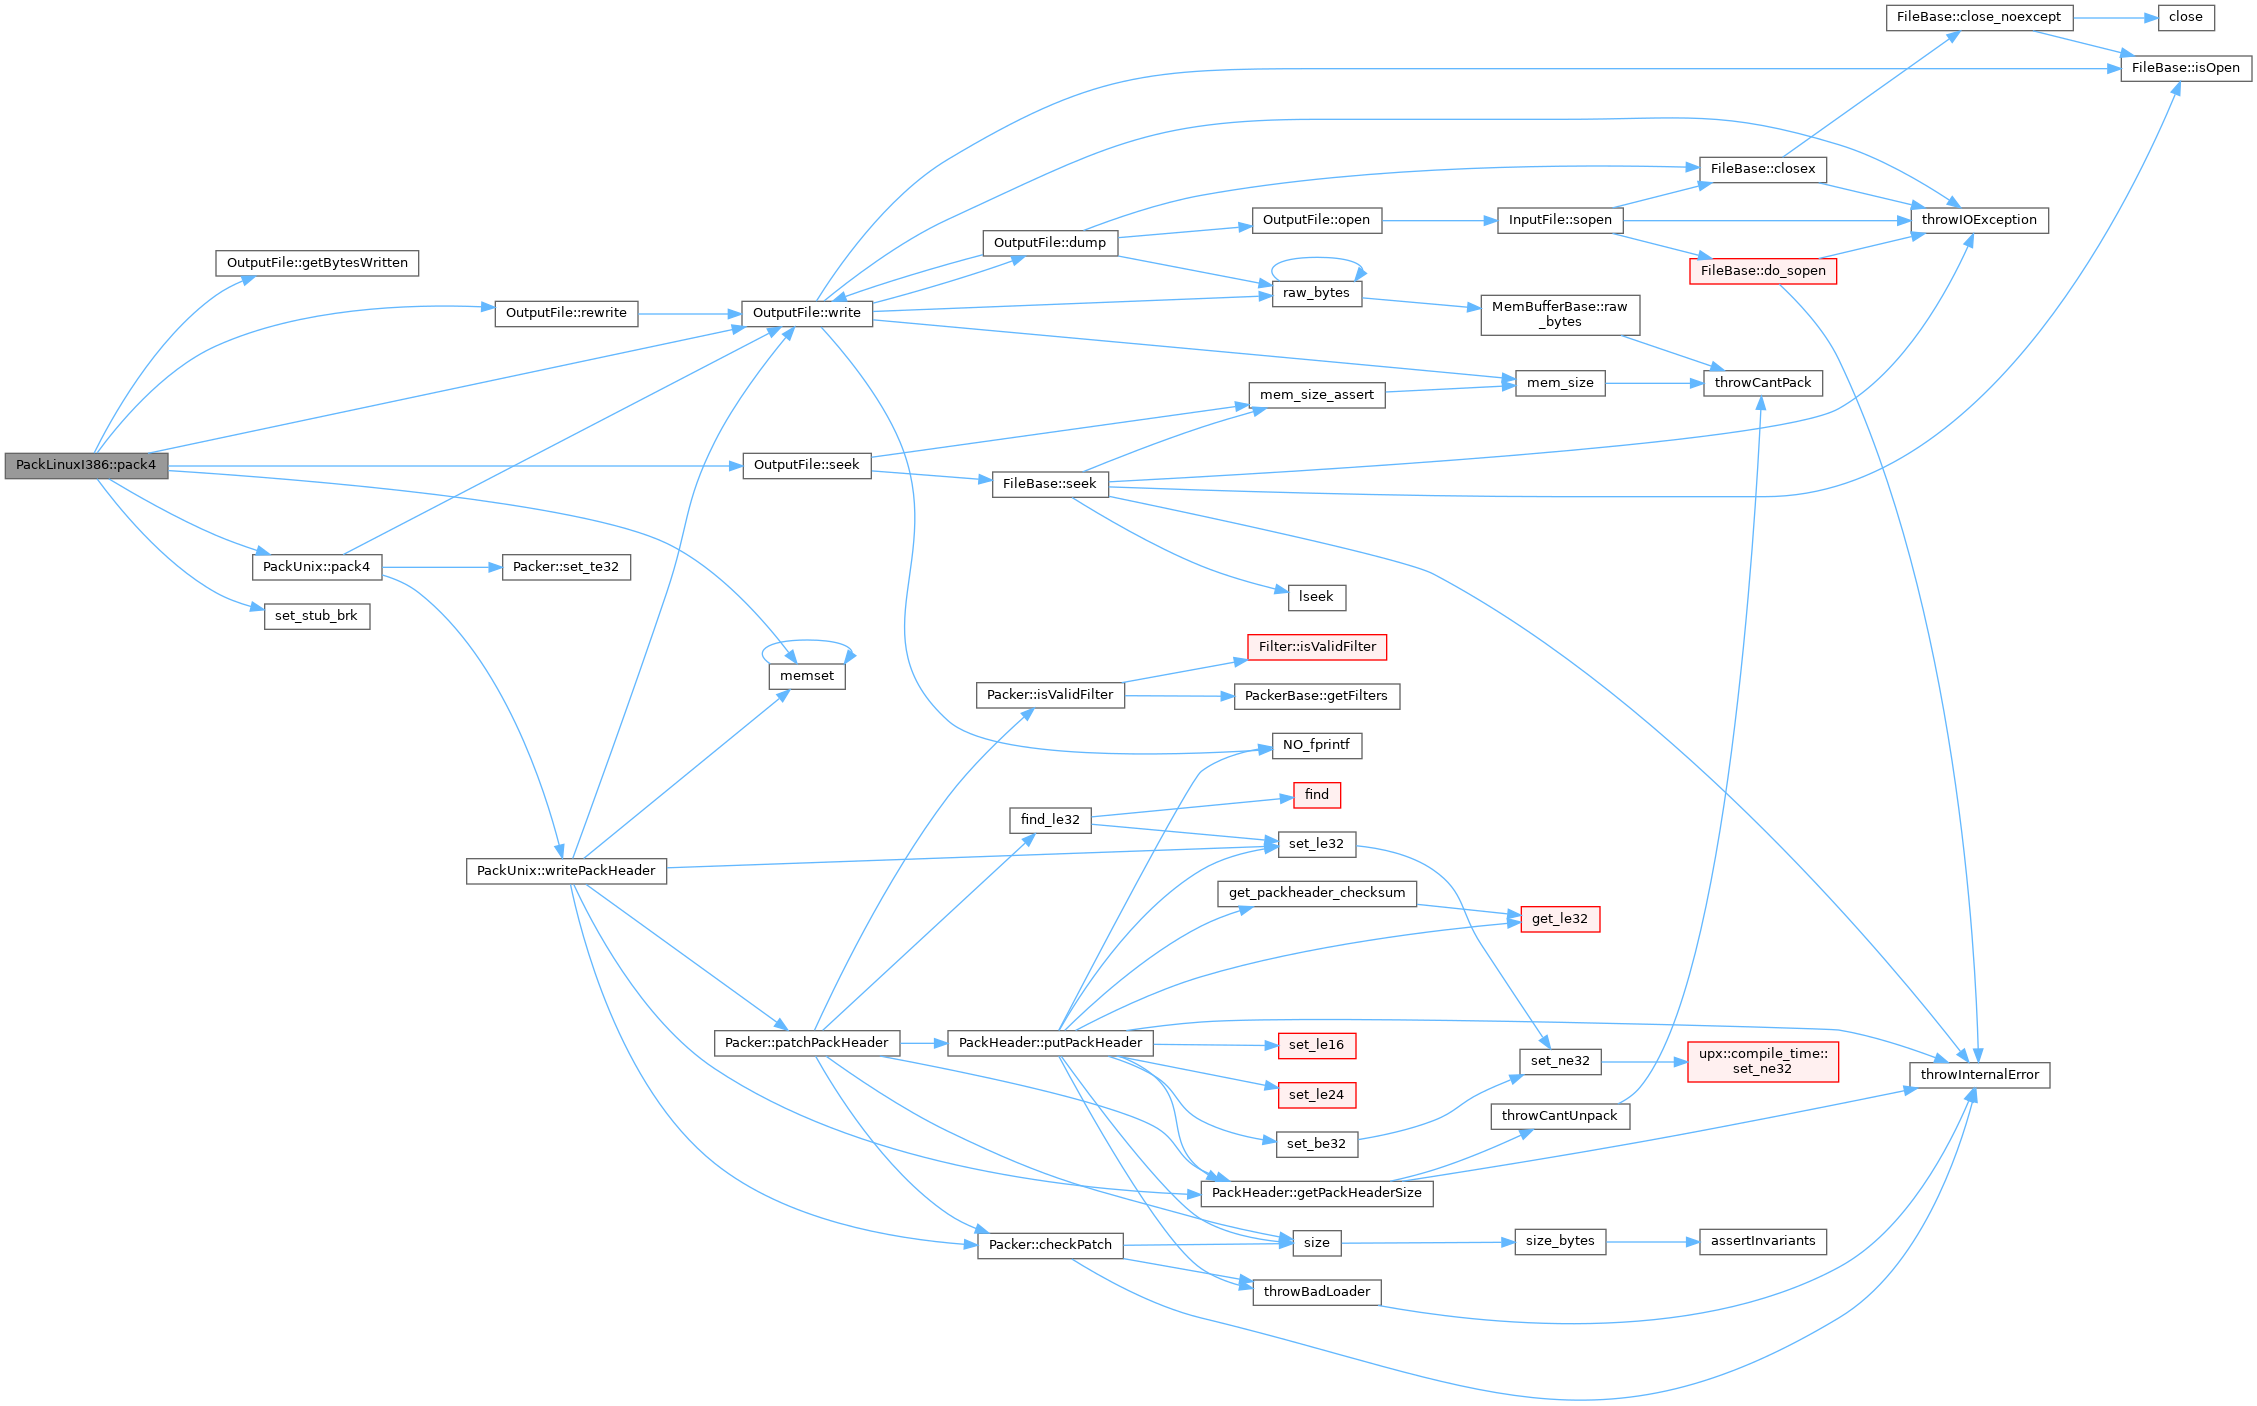 FileBase::close_noexcept
close
FileBase::isOpen
FileBase::closex
OutputFile::open
InputFile::sopen
throwIOException
OutputFile::dump
OutputFile::getBytesWritten
FileBase::do_sopen
raw_bytes
OutputFile::rewrite
OutputFile::write
MemBufferBase::raw
_bytes
mem_size
throwCantPack
mem_size_assert
PackLinuxI386::pack4
OutputFile::seek
FileBase::seek
PackUnix::pack4
Packer::set_te32
lseek
set_stub_brk
Filter::isValidFilter
memset
Packer::isValidFilter
PackerBase::getFilters
NO_fprintf
find
find_le32
set_le32
PackUnix::writePackHeader
get_packheader_checksum
get_le32
Packer::patchPackHeader
PackHeader::putPackHeader
set_le16
set_ne32
upx::compile_time::
set_ne32
throwInternalError
set_le24
throwCantUnpack
set_be32
PackHeader::getPackHeaderSize
Packer::checkPatch
size
size_bytes
assertInvariants
throwBadLoader